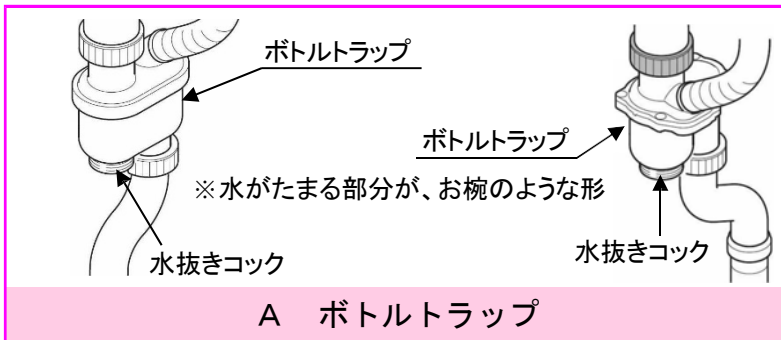 ボトルトラップ
ボトルトラップ
※水がたまる部分が、お椀のような形
水抜きコック
水抜きコック
A ボトルトラップ